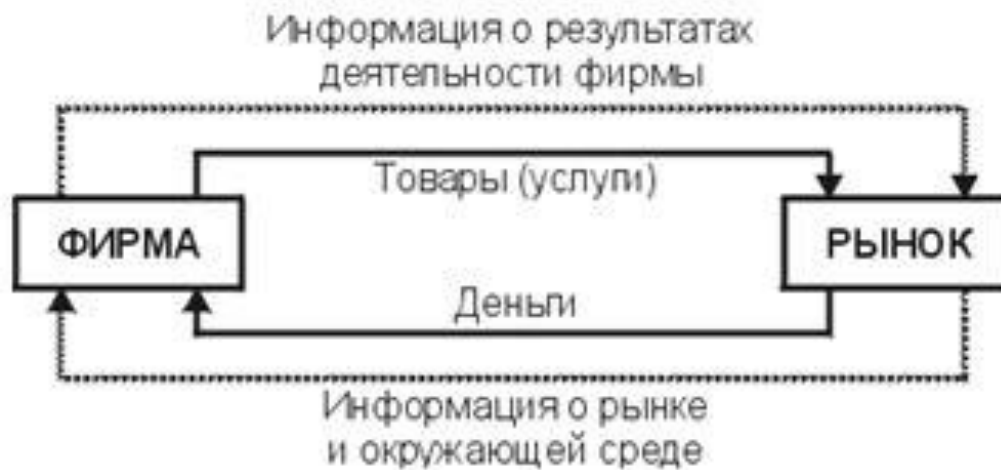 Информация о результатах
деятельности фирмы
Товары (услуги)
ФИРМА
РЫНОК
Деньги
Информация о рынке
и окружающей среде